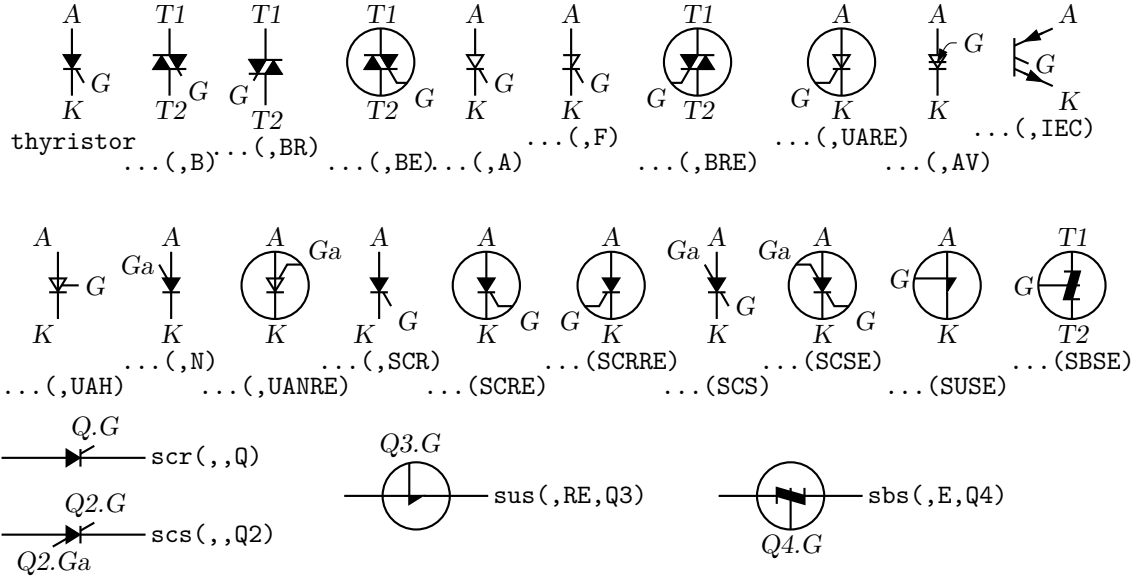 A T1 T1 T1 A A T1 A A A
G G G G G G G G G G
K T2 T2 T2 K K T2 K K K
thyristor ...(,B) ...(,BR) ...(,BE) ...(,A) ...(,F) ...(,BRE) ...(,UARE) ...(,AV) ...(,IEC)
A A A A A A A A A T1
G Ga Ga G G G Ga G Ga G G G
K K K K K K K K K T2
...(,UAH) ...(,N) ...(,UANRE) ...(,SCR) ...(SCRE) ...(SCRRE) ...(SCS) ...(SCSE) ...(SUSE) ...(SBSE)
Q.G
scr(,,Q)
Q2.G
scs(,,Q2)
Q2.Ga
Q3.G
sus(,RE,Q3)
sbs(,E,Q4)
Q4.G